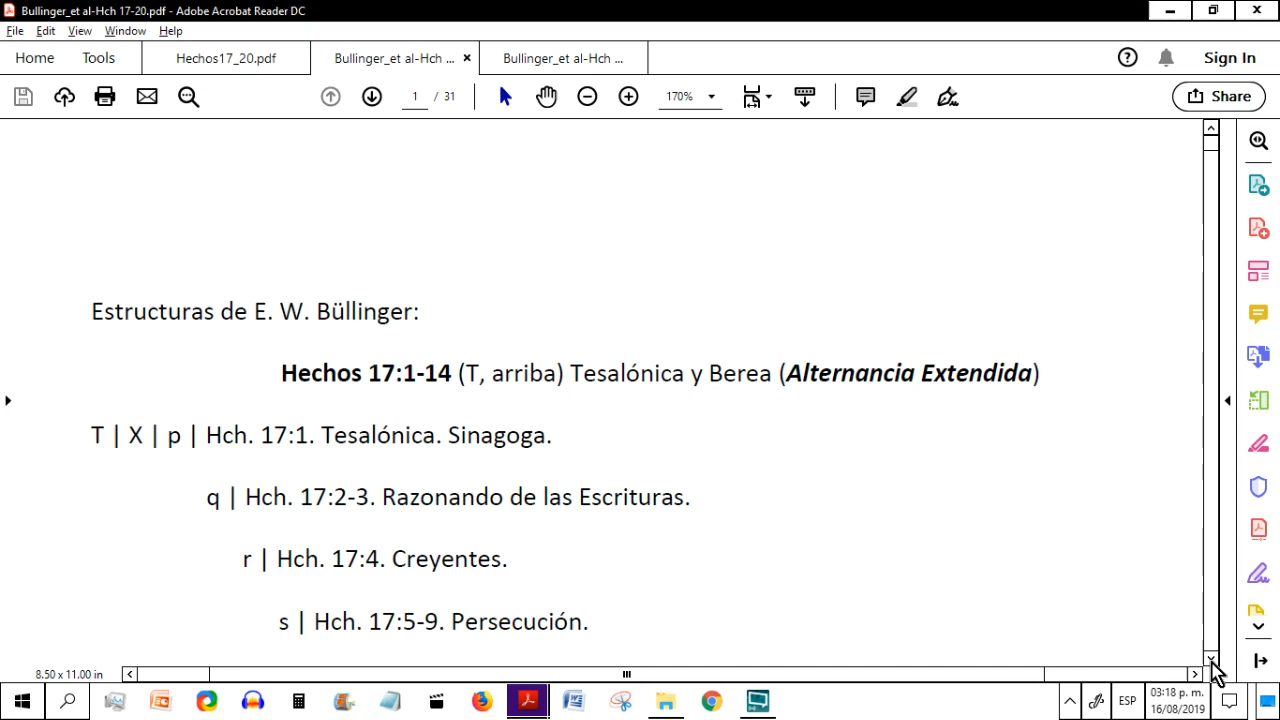 Bullinger_et al-Hch 17-20.pdf - Adobe Acrobat Reader DC
File Edit View Window Help
Home Tools Hechos17_20.pdf Bullinger_et al-Hch ... × Bullinger_et al-Hch ... Sign In
1 / 31 170% Share
Estructuras de E. W. Büllinger:
Hechos 17:1-14 (T, arriba) Tesalónica y Berea (Alternancia Extendida)
T | X | p | Hch. 17:1. Tesalónica. Sinagoga.
q | Hch. 17:2-3. Razonando de las Escrituras.
r | Hch. 17:4. Creyentes.
s | Hch. 17:5-9. Persecución.
8.50 x 11.00 in
ESP 03:18 p. m.
16/08/2019